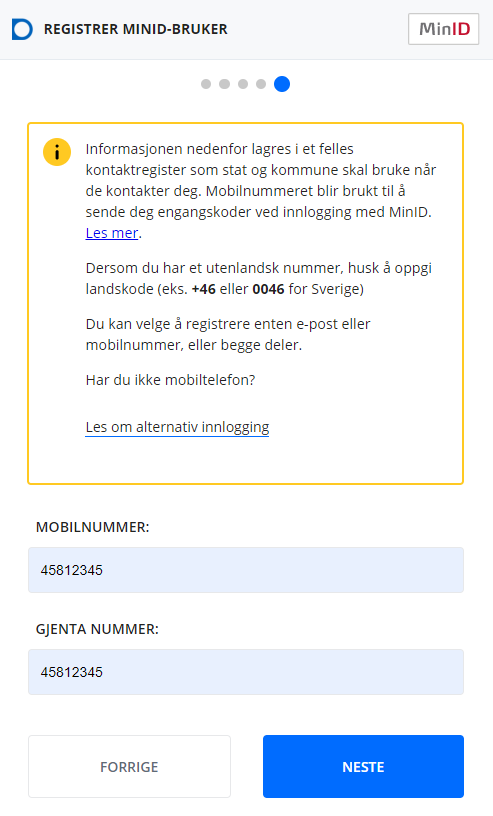 REGISTRER MINID-BRUKER
MinID
Informasjonen nedenfor lagres i et felles
kontaktregister som stat og kommune skal bruke når
de kontakter deg. Mobilnummeret blir brukt til å
sende deg engangskoder ved innlogging med MinID.
Les mer.
Dersom du har et utenlandsk nummer, husk å oppgi
landskode (eks. +46 eller 0046 for Sverige)
Du kan velge å registrere enten e-post eller
mobilnummer, eller begge deler.
Har du ikke mobiltelefon?
Les om alternativ innlogging
MOBILNUMMER:
45812345
GJENTA NUMMER:
45812345
FORRIGE
NESTE